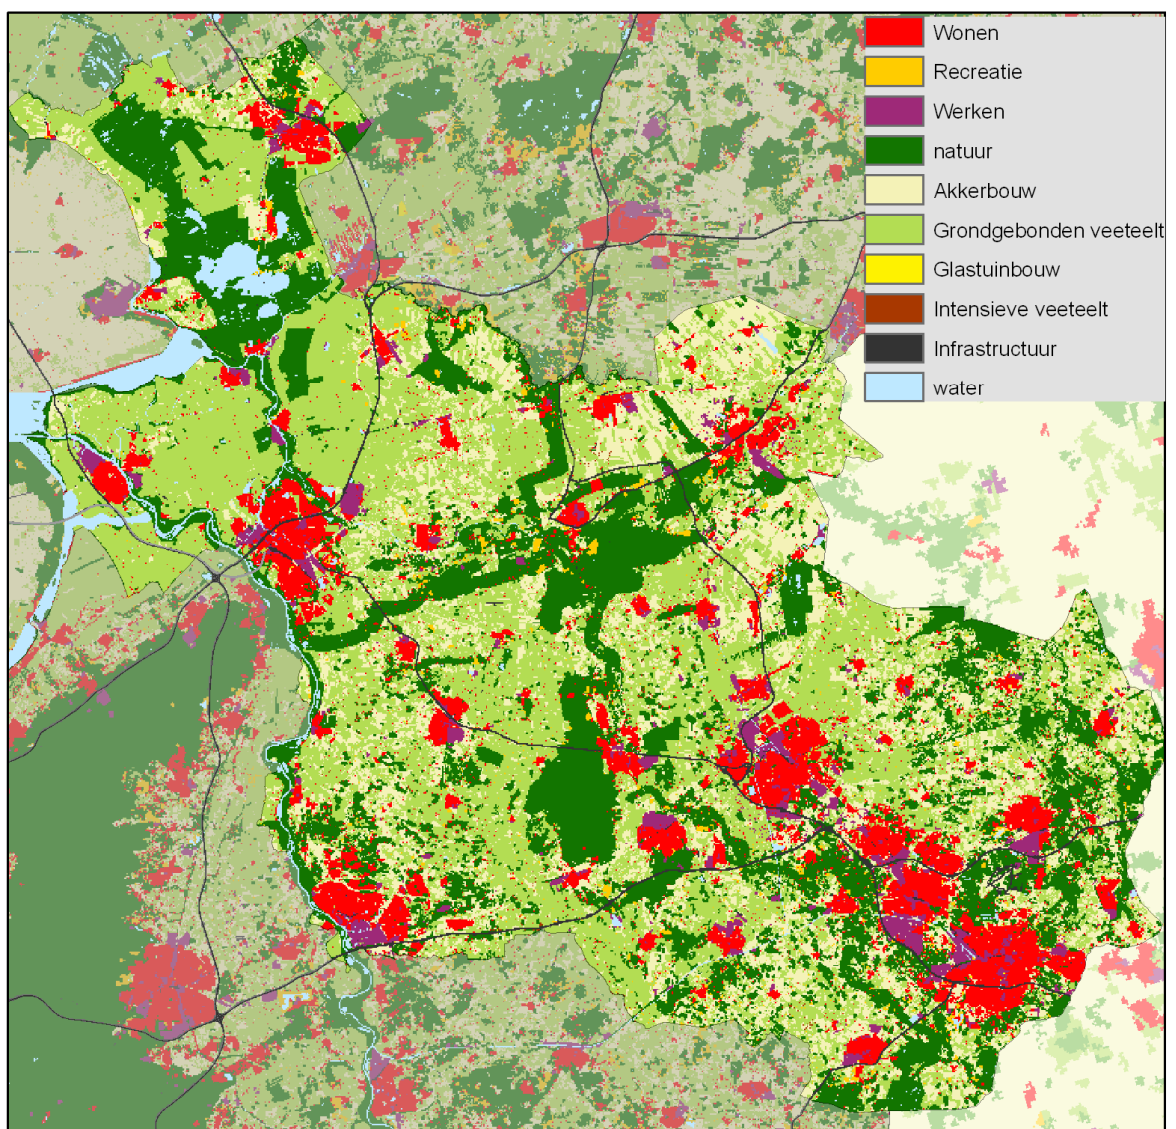 Wonen
Recreatie
Werken
natuur
Akkerbouw
Grondgebonden veeteelt
Glastuinbouw
Intensieve veeteelt
Infrastructuur
water